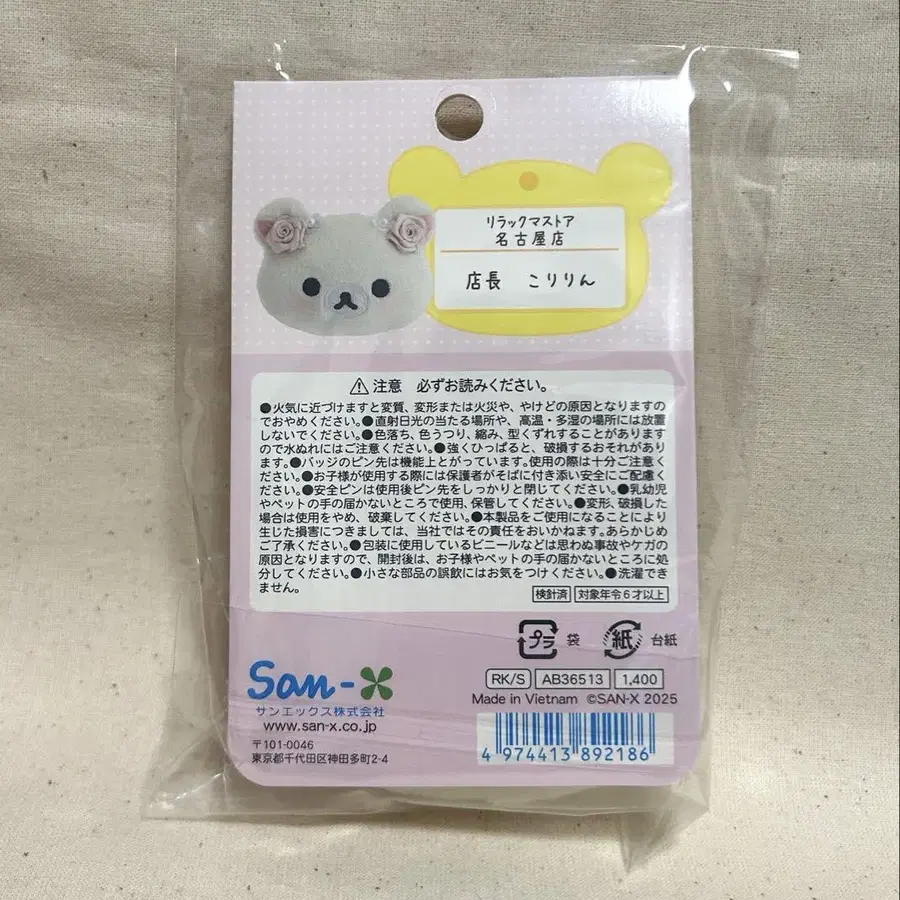 リラックマストア
名古屋店
店長 こりりん
⚠注意 必ずお読みください。
●火気に近づけますと変質、変形または火災や、やけどの原因となりますの
でおやめください。●直射日光の当たる場所や、高温・多湿の場所には放置
しないでください。●色落ち、色うつり、縮み、型くずれすることがあります
ので水ぬれにはご注意ください。●強くひっぱると、破損するおそれがあり
ます。●バッジのピン先は機能上とがっています。使用の際は十分ご注意く
ださい。●お子様が使用する際には保護者がそばに付き添い安全にご配慮く
ださい。●安全ピンは使用後ピン先をしっかりと閉じてください。●乳幼児
やペットの手の届かないところで使用、保管してください。●変形、破損した
場合は使用をやめ、破棄してください。●本製品をご使用になることにより
生じた損害につきましては、当社ではその責任をおいかねます。あらかじめ
ご了承ください。●包装に使用しているビニールなどは思わぬ事故やケガの
原因となりますので、開封後は、お子様やペットの手の届かないところに処
分してください。●小さな部品の誤飲にはお気をつけください。●洗濯でき
ません。
検針済 対象年令6才以上
プラ 袋 紙 台紙
RK/S AB36513 1,400
Made in Vietnam ©SAN-X 2025
San-X
サンエックス株式会社
www.san-x.co.jp
〒101-0046
東京都千代田区神田多町2-4
4 974413 892186